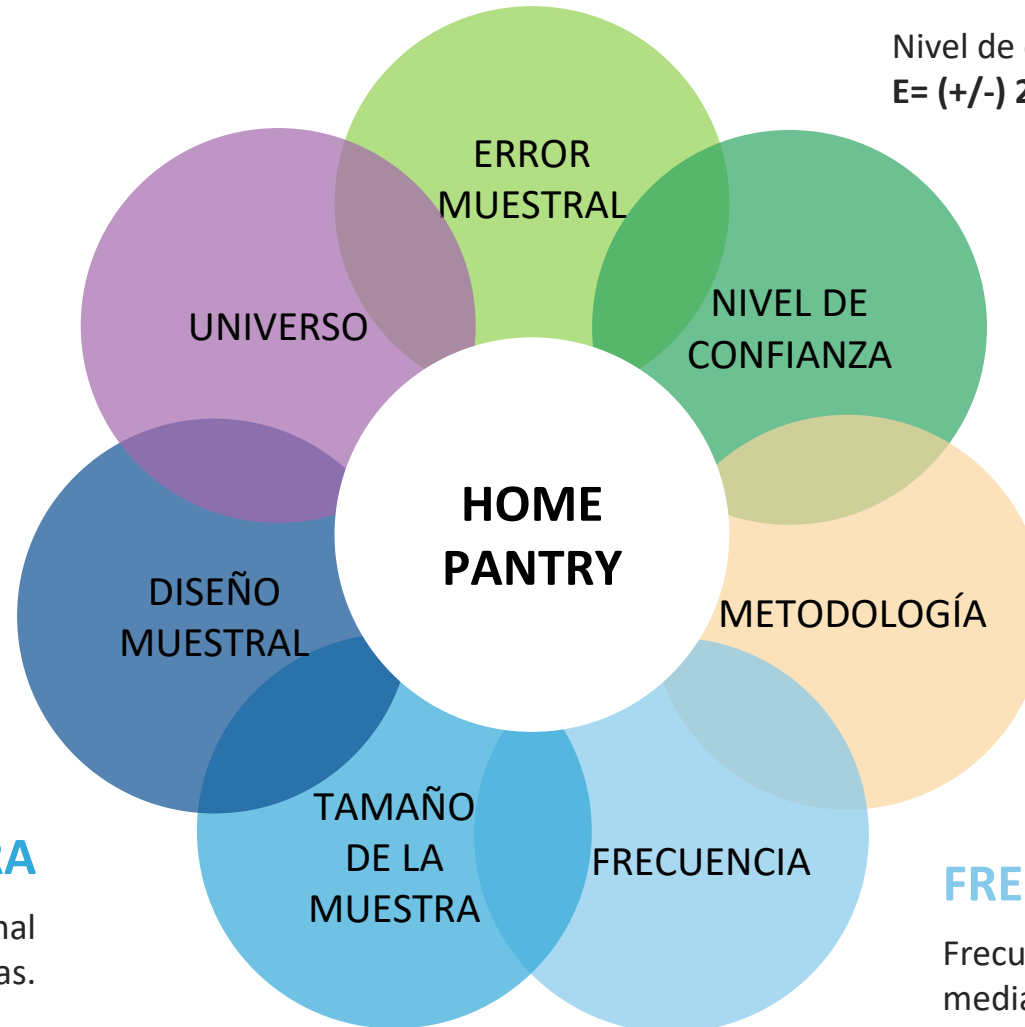 Nivel de
E= (+/-) 2
ERROR
MUESTRAL
NIVEL DE
CONFIANZA
UNIVERSO
HOME
PANTRY
DISEÑO
MUESTRAL
METODOLOGÍA
TAMAÑO
DE LA
MUESTRA
FRECUENCIA
RA
nal
as.
FRE
Frecu
media